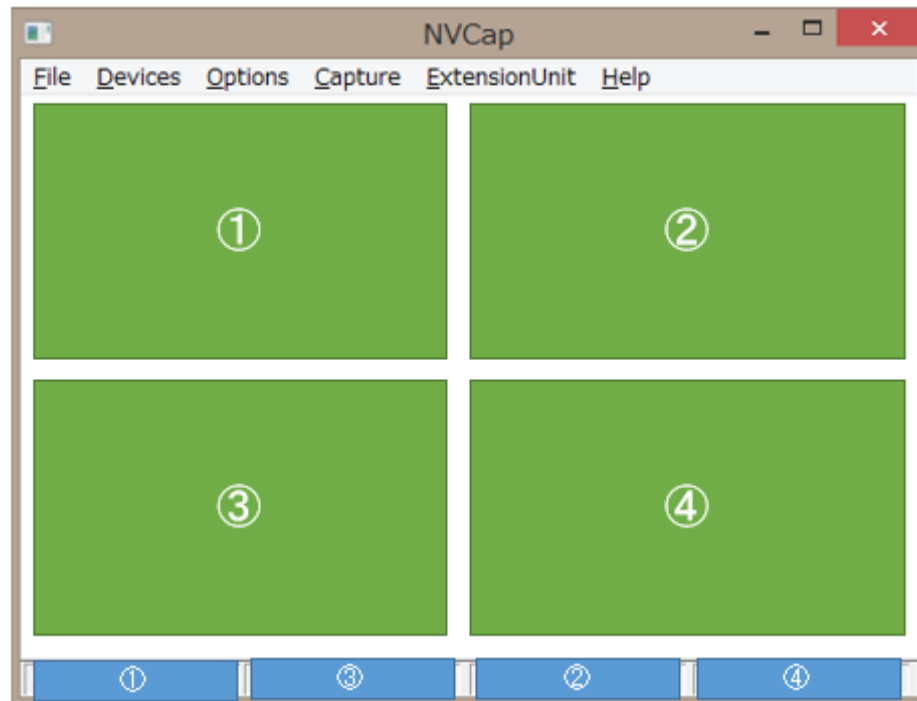 NVCap
File Devices Options Capture ExtensionUnit Help
① ②
③ ④
① ③ ② ④